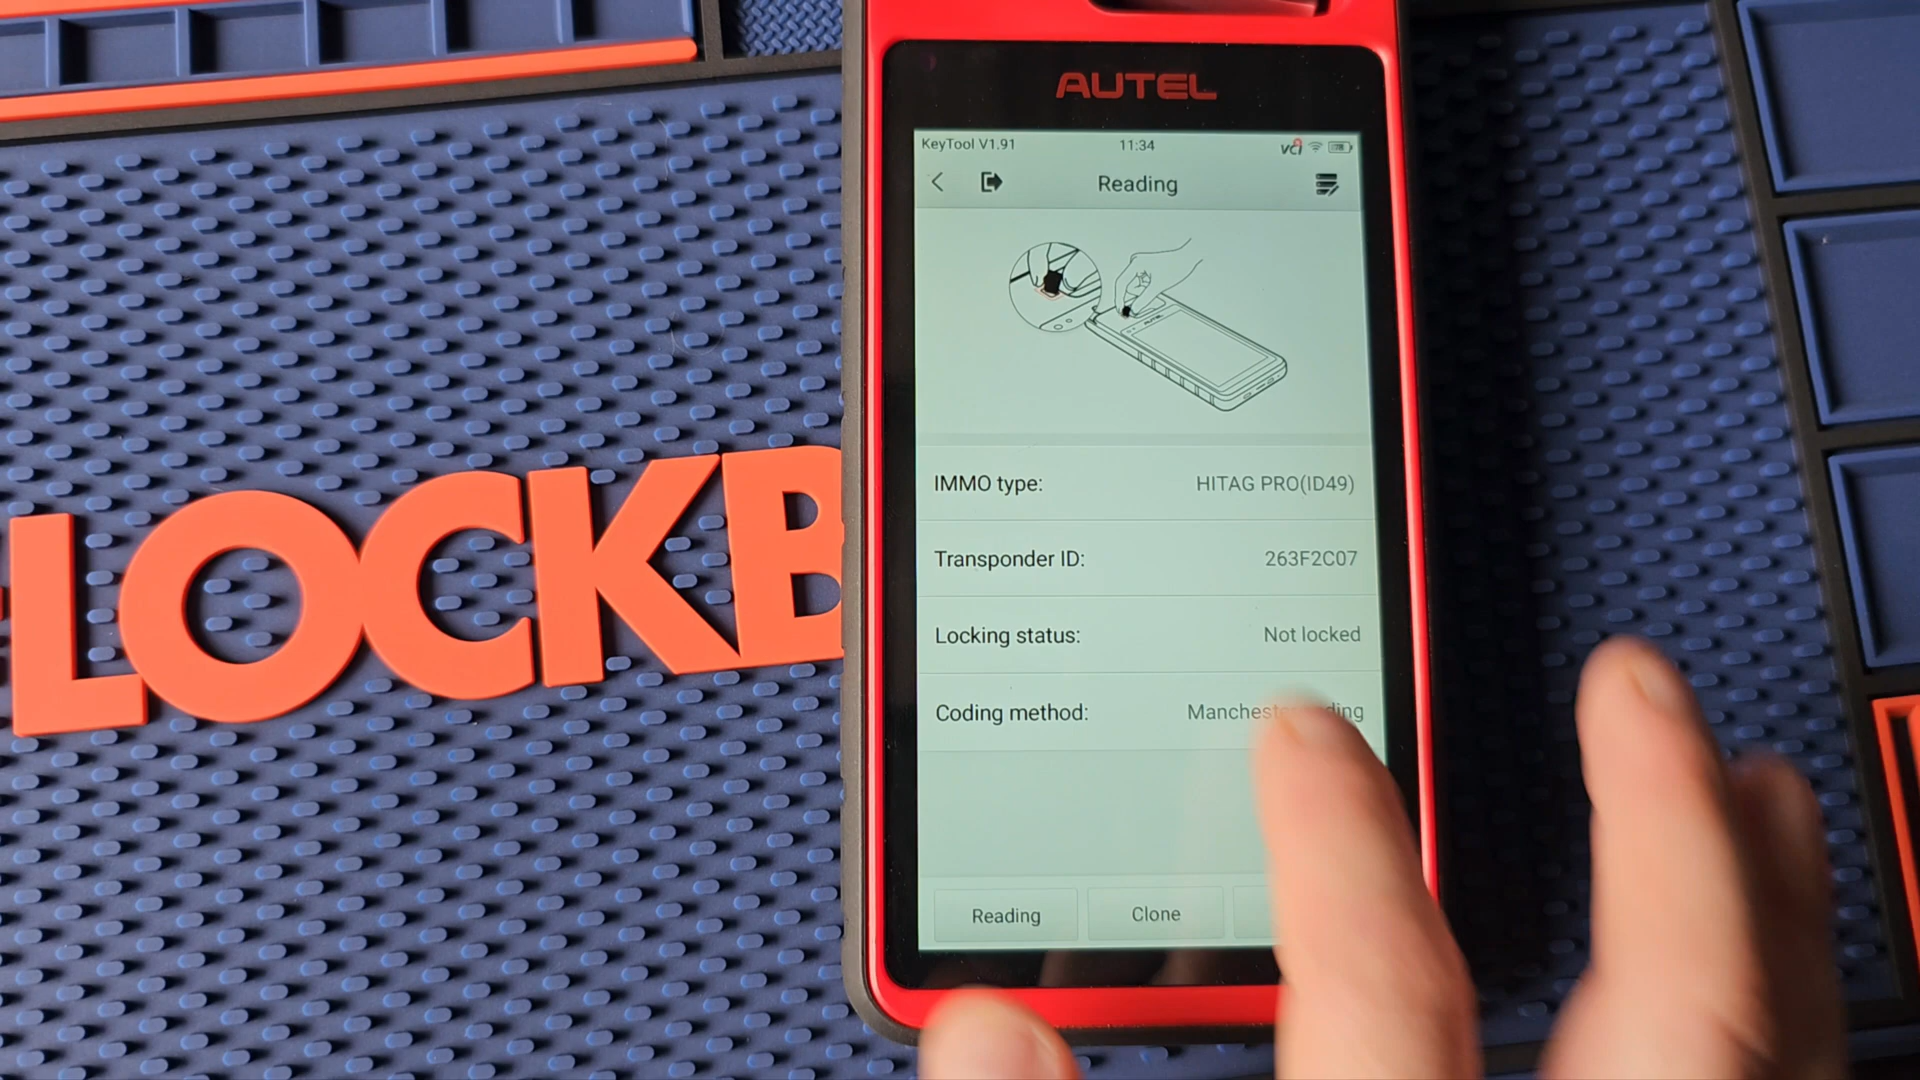 AUTEL
KeyTool V1.91 11:34 VCI
Reading
IMMO type: HITAG PRO(ID49)
Transponder ID: 263F2C07
Locking status: Not locked
Coding method:
Reading Clone
LOCKB